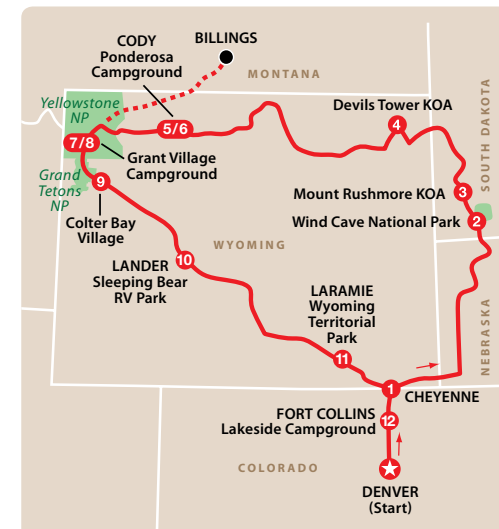 CODY
Ponderosa
Campground
BILLINGS
MONTANA
Yellowstone
NP
5/6
Devils Tower KOA
4
SOUTH DAKOTA
7/8
Grant Village
Campground
Grand
Tetons
NP
9
Colter Bay
Village
Mount Rushmore KOA
3
Wind Cave National Park
2
WYOMING
10
LANDER
Sleeping Bear
RV Park
LARAMIE
Wyoming
Territorial
Park
11
NEBRASKA
1
CHEYENNE
FORT COLLINS
Lakeside Campground
12
COLORADO
DENVER
(Start)